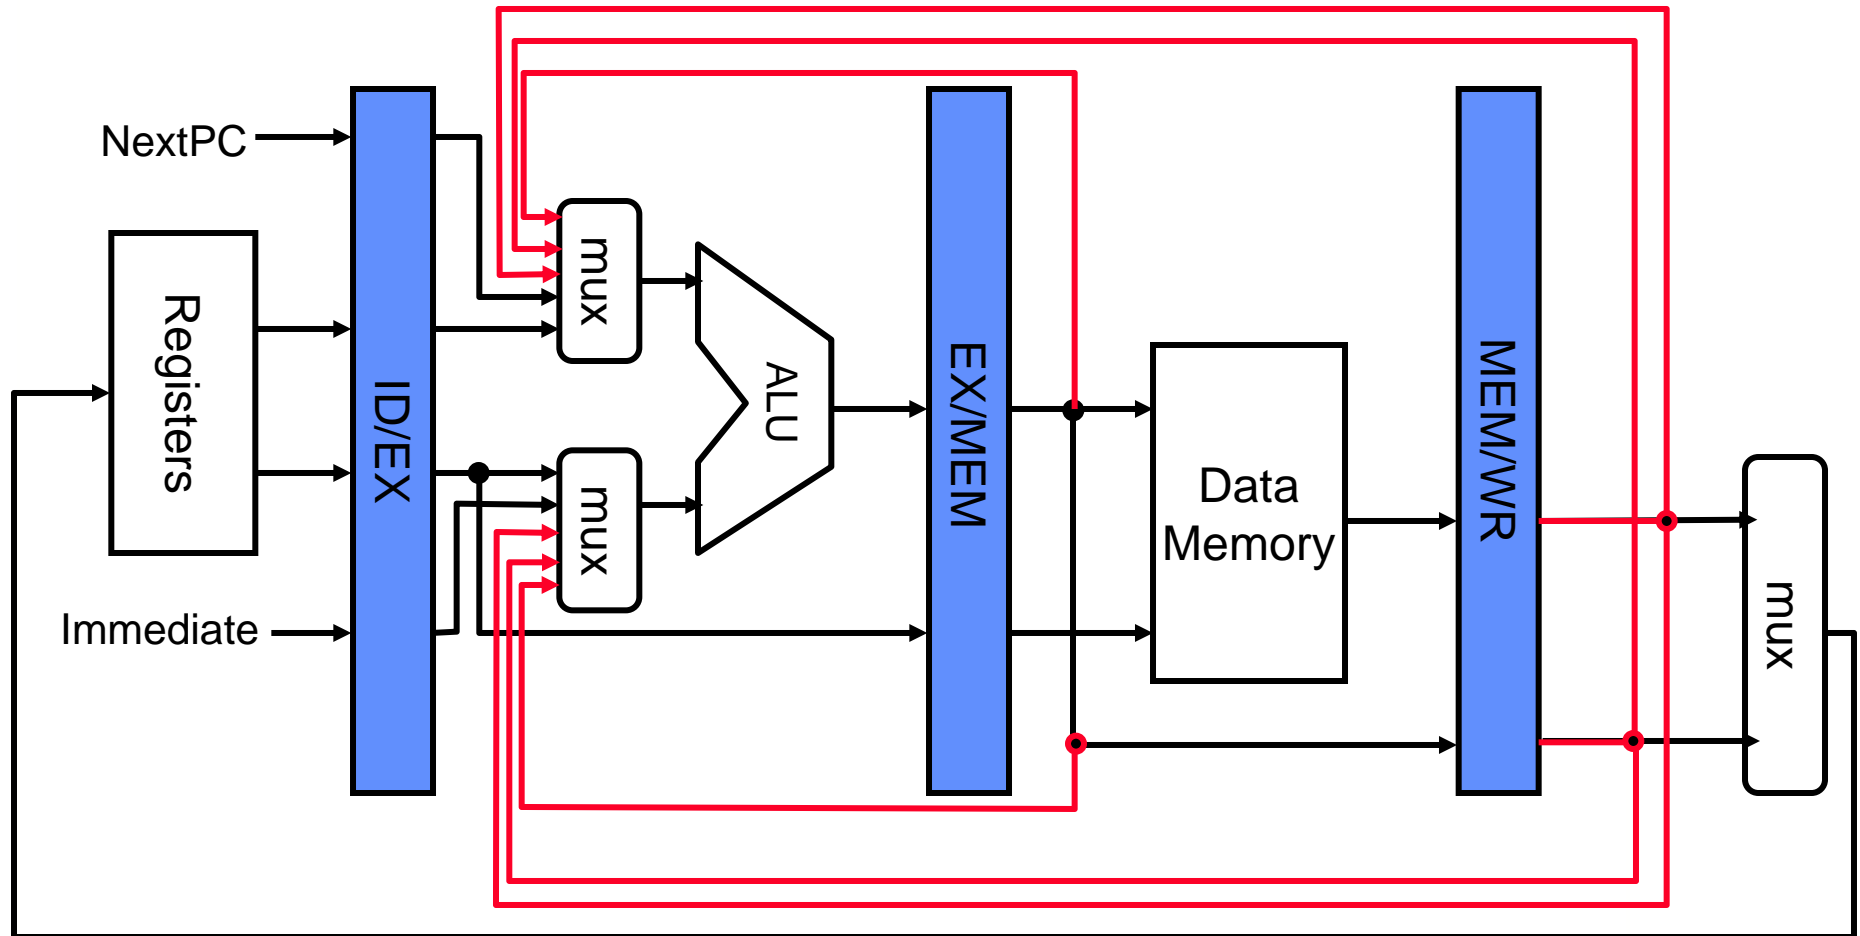 NextPC
Registers
Immediate
ID/EX
mux
mux
ALU
EX/MEM
Data
Memory
MEM/WR
mux